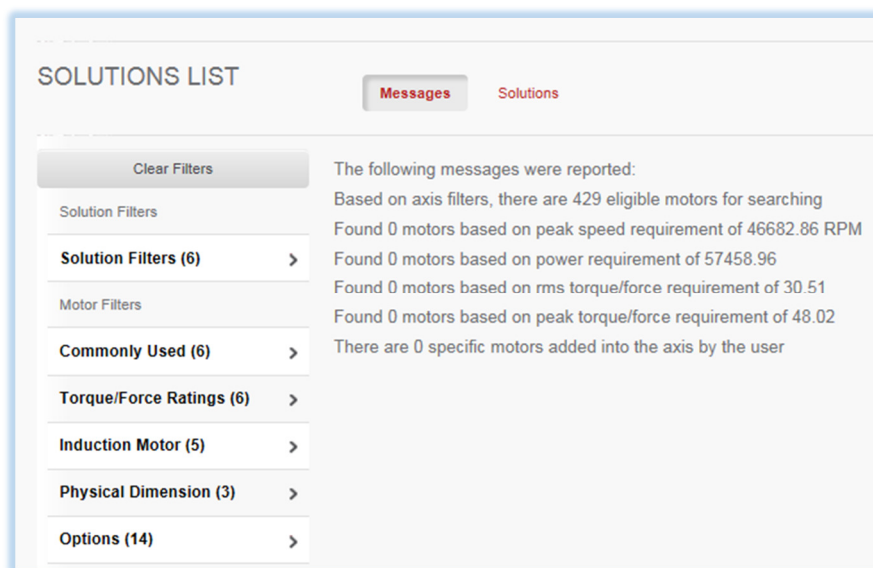 SOLUTIONS LIST
Messages
Solutions
Clear Filters
Solution Filters
Solution Filters (6)
Motor Filters
Commonly Used (6)
Torque/Force Ratings (6)
Induction Motor (5)
Physical Dimension (3)
Options (14)
The following messages were reported:
Based on axis filters, there are 429 eligible motors for searching
Found 0 motors based on peak speed requirement of 46682.86 RPM
Found 0 motors based on power requirement of 57458.96
Found 0 motors based on rms torque/force requirement of 30.51
Found 0 motors based on peak torque/force requirement of 48.02
There are 0 specific motors added into the axis by the user